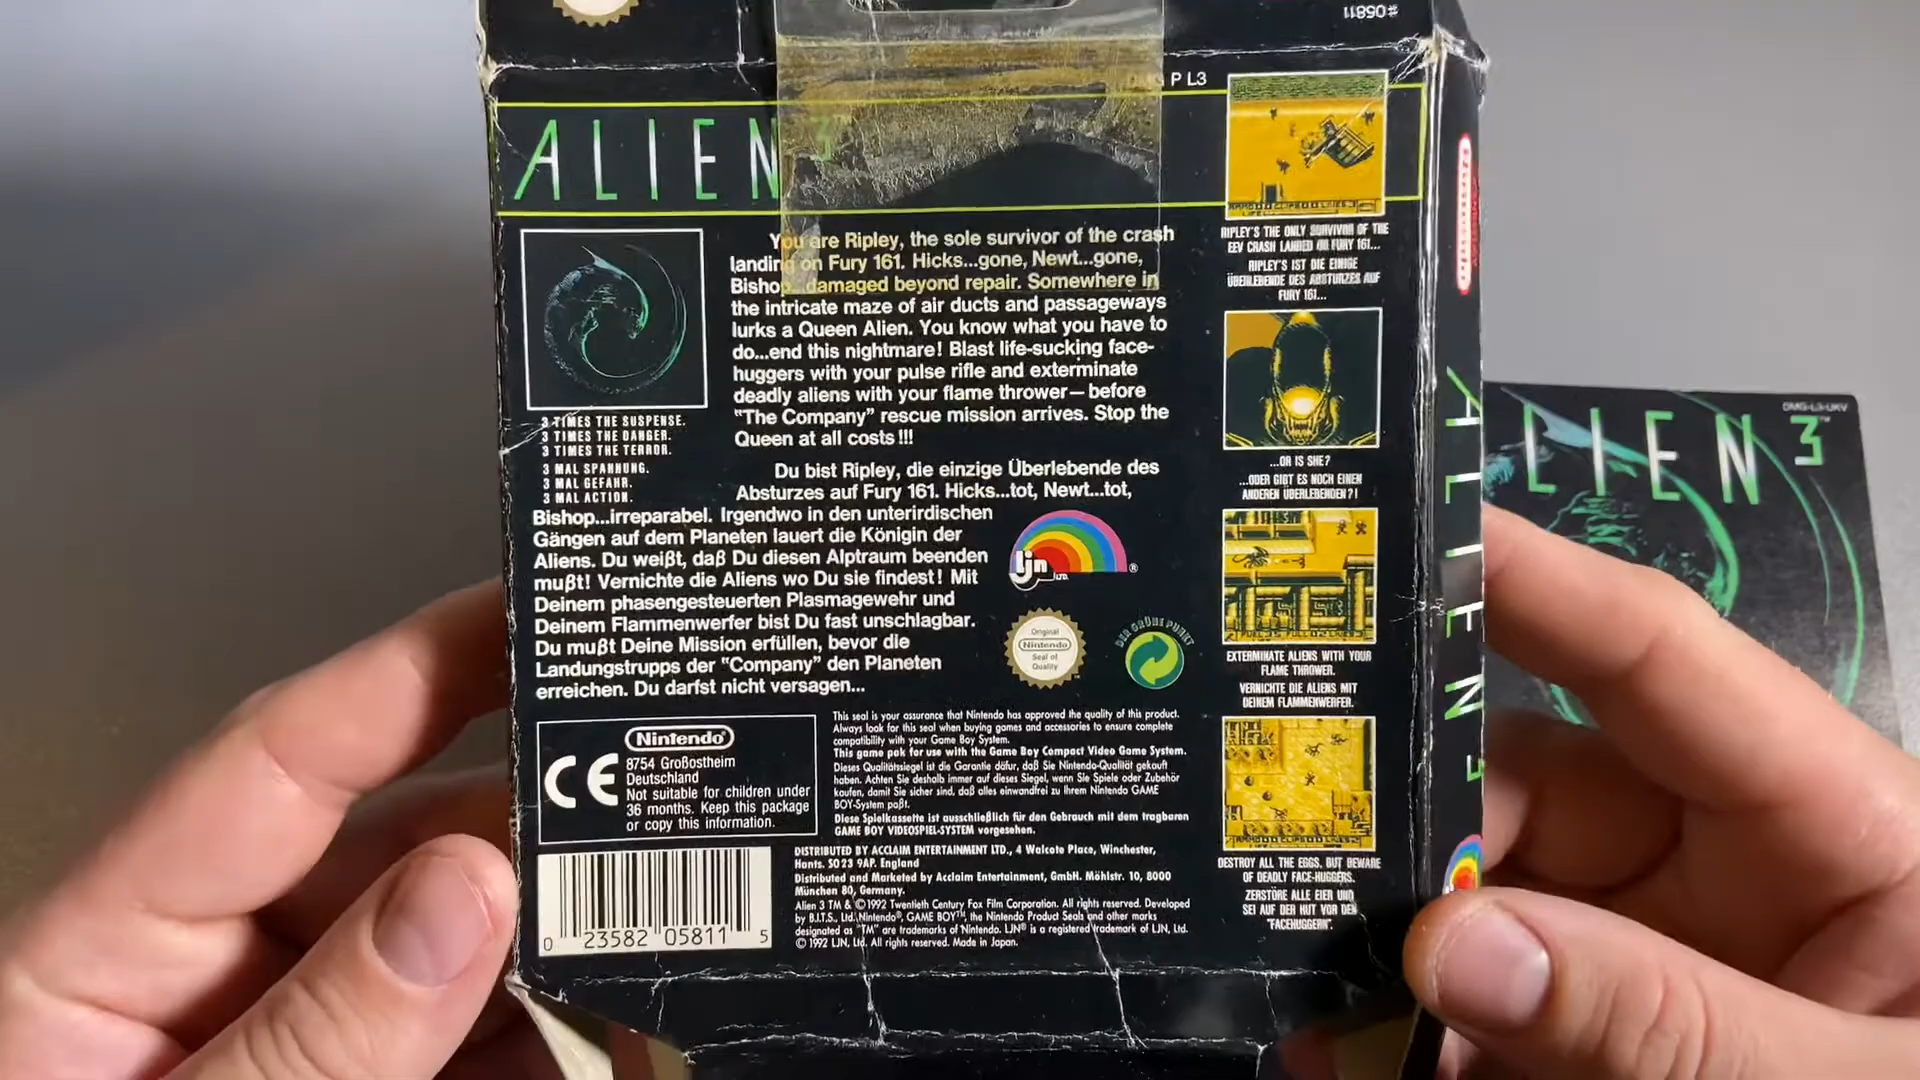 #05811
P L3
ALIEN 3
You are Ripley, the sole survivor of the crash
landing on Fury 161. Hicks...gone, Newt...gone,
Bishop...damaged beyond repair. Somewhere in
the intricate maze of air ducts and passageways
lurks a Queen Alien. You know what you have to
do...end this nightmare! Blast life-sucking face-
huggers with your pulse rifle and exterminate
deadly aliens with your flame thrower—before
"The Company" rescue mission arrives. Stop the
Queen at all costs!!!
3 TIMES THE SUSPENSE.
3 TIMES THE DANGER.
3 TIMES THE TERROR.
3 MAL SPANNUNG.
3 MAL GEFAHR.
3 MAL ACTION.
Du bist Ripley, die einzige Überlebende des
Absturzes auf Fury 161. Hicks...tot, Newt...tot,
Bishop...irreparabel. Irgendwo in den unterirdischen
Gängen auf dem Planeten lauert die Königin der
Aliens. Du weißt, daß Du diesen Alptraum beenden
mußt! Vernichte die Aliens wo Du sie findest! Mit
Deinem phasengesteuerten Plasmagewehr und
Deinem Flammenwerfer bist Du fast unschlagbar.
Du mußt Deine Mission erfüllen, bevor die
Landungstrupps der "Company" den Planeten
erreichen. Du darfst nicht versagen...
ljn LTD. ®
Original
Nintendo
Seal of
Quality
TM
DER GRÜNE PUNKT
CE
Nintendo®
8754 Großostheim
Deutschland
Not suitable for children under
36 months. Keep this package
or copy this information.
This seal is your assurance that Nintendo has approved the quality of this product.
Always look for this seal when buying games and accessories to ensure complete
compatibility with your Game Boy System.
This game pak for use with the Game Boy Compact Video Game System.
Dieses Qualitätssiegel ist die Garantie dafür, daß Sie Nintendo-Qualität gekauft
haben. Achten Sie deshalb immer auf dieses Siegel, wenn Sie Spiele oder Zubehör
kaufen, damit Sie sicher sind, daß alles einwandfrei zu Ihrem Nintendo GAME
BOY-System paßt.
Diese Spielkassette ist ausschließlich für den Gebrauch mit dem tragbaren
GAME BOY VIDEOSPIEL-SYSTEM vorgesehen.
DISTRIBUTED BY ACCLAIM ENTERTAINMENT LTD., 4 Walcote Place, Winchester,
Hants. SO23 9AP. England
Distributed and Marketed by Acclaim Entertainment, GmbH. Möhlstr. 10, 8000
München 80, Germany.
Alien 3 TM & © 1992 Twentieth Century Fox Film Corporation. All rights reserved. Developed
by B.I.T.S., Ltd. Nintendo®, GAME BOY™, the Nintendo Product Seals and other marks
designated as "TM" are trademarks of Nintendo. LJN® is a registered trademark of LJN, Ltd.
© 1992 LJN, Ltd. All rights reserved. Made in Japan.
0 23582 05811 5
RIPLEY'S THE ONLY SURVIVOR OF THE
EEV CRASH LANDED ON FURY 161...
RIPLEY'S IST DIE EINIGE
ÜBERLEBENDE DES ABSTURZES AUF
FURY 161...
...OR IS SHE?
...ODER GIBT ES NOCH EINEN
ANDEREN ÜBERLEBENDEN?!
EXTERMINATE ALIENS WITH YOUR
FLAME THROWER.
VERNICHTE DIE ALIENS MIT
DEINEM FLAMMENWERFER.
DESTROY ALL THE EGGS, BUT BEWARE
OF DEADLY FACE-HUGGERS.
ZERSTÖRE ALLE EIER UND
SEI AUF DER HUT VOR DEN
"FACEHUGGERN".
Nintendo
ALIEN 3
DMG-L3-UKV
LIEN 3™